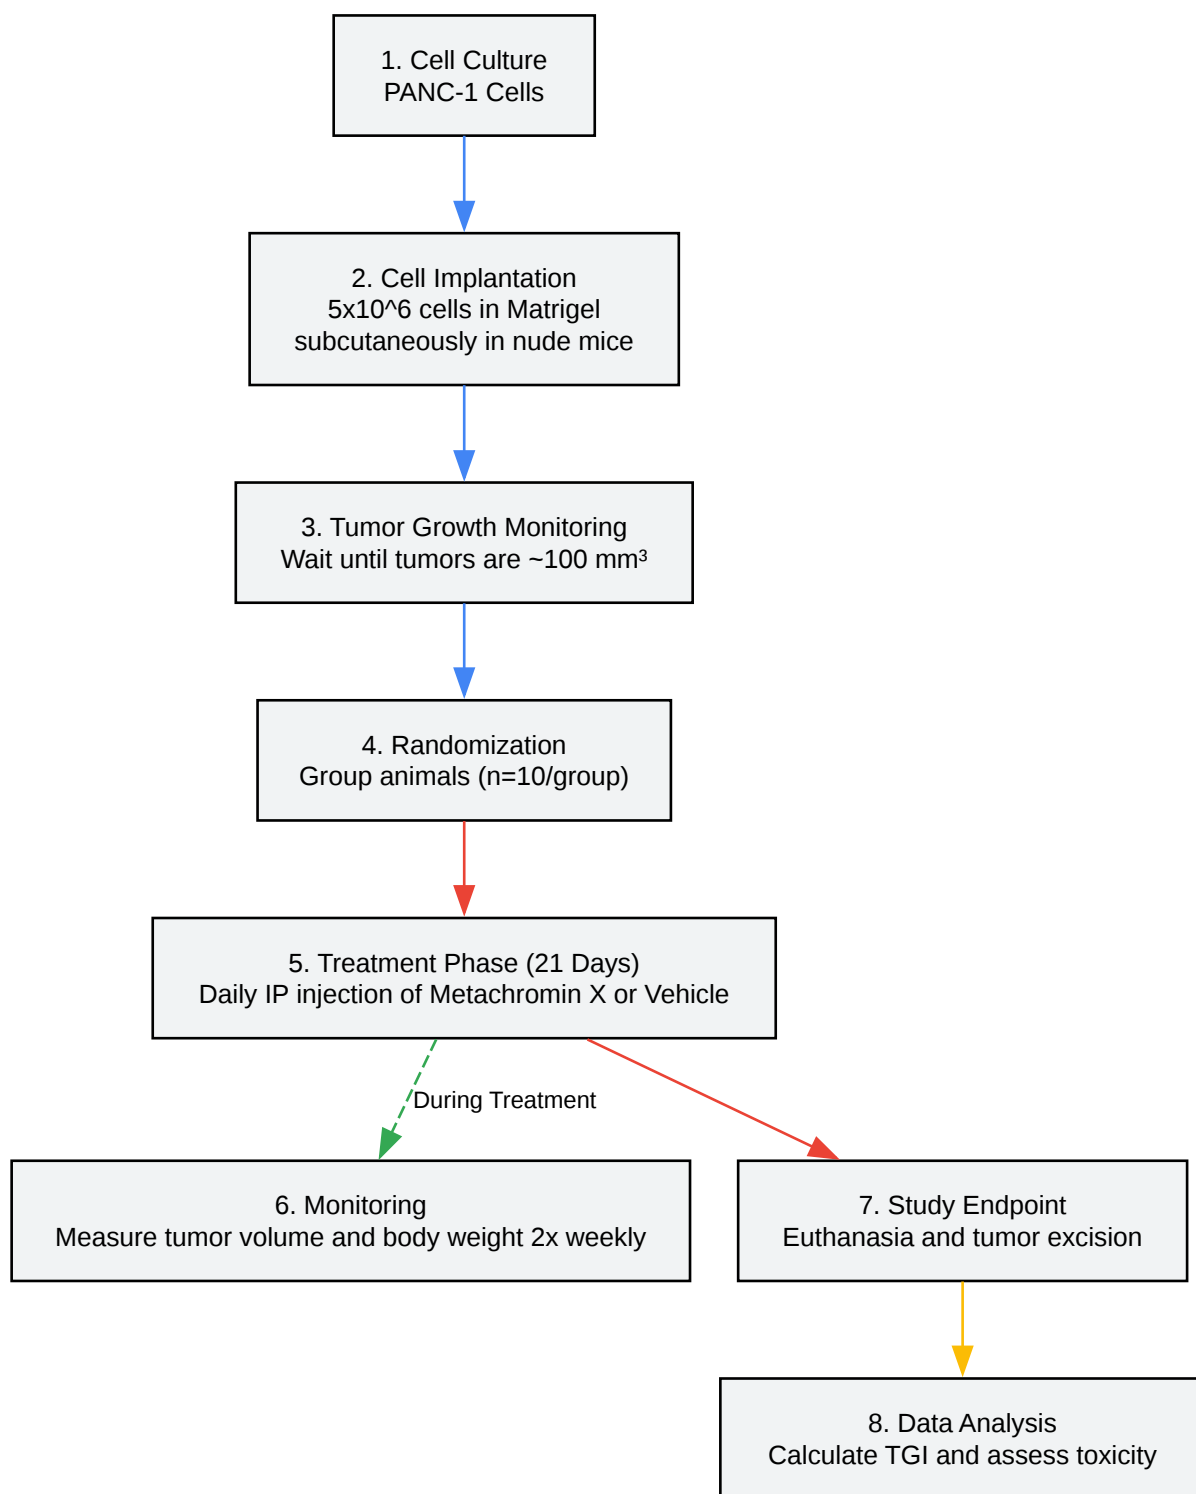 1. Cell Culture
PANC-1 Cells
2. Cell Implantation
5x10^6 cells in Matrigel
subcutaneously in nude mice
3. Tumor Growth Monitoring
Wait until tumors are ~100 mm³
4. Randomization
Group animals (n=10/group)
5. Treatment Phase (21 Days)
Daily IP injection of Metachromin X or Vehicle
During Treatment
6. Monitoring
Measure tumor volume and body weight 2x weekly
7. Study Endpoint
Euthanasia and tumor excision
8. Data Analysis
Calculate TGI and assess toxicity